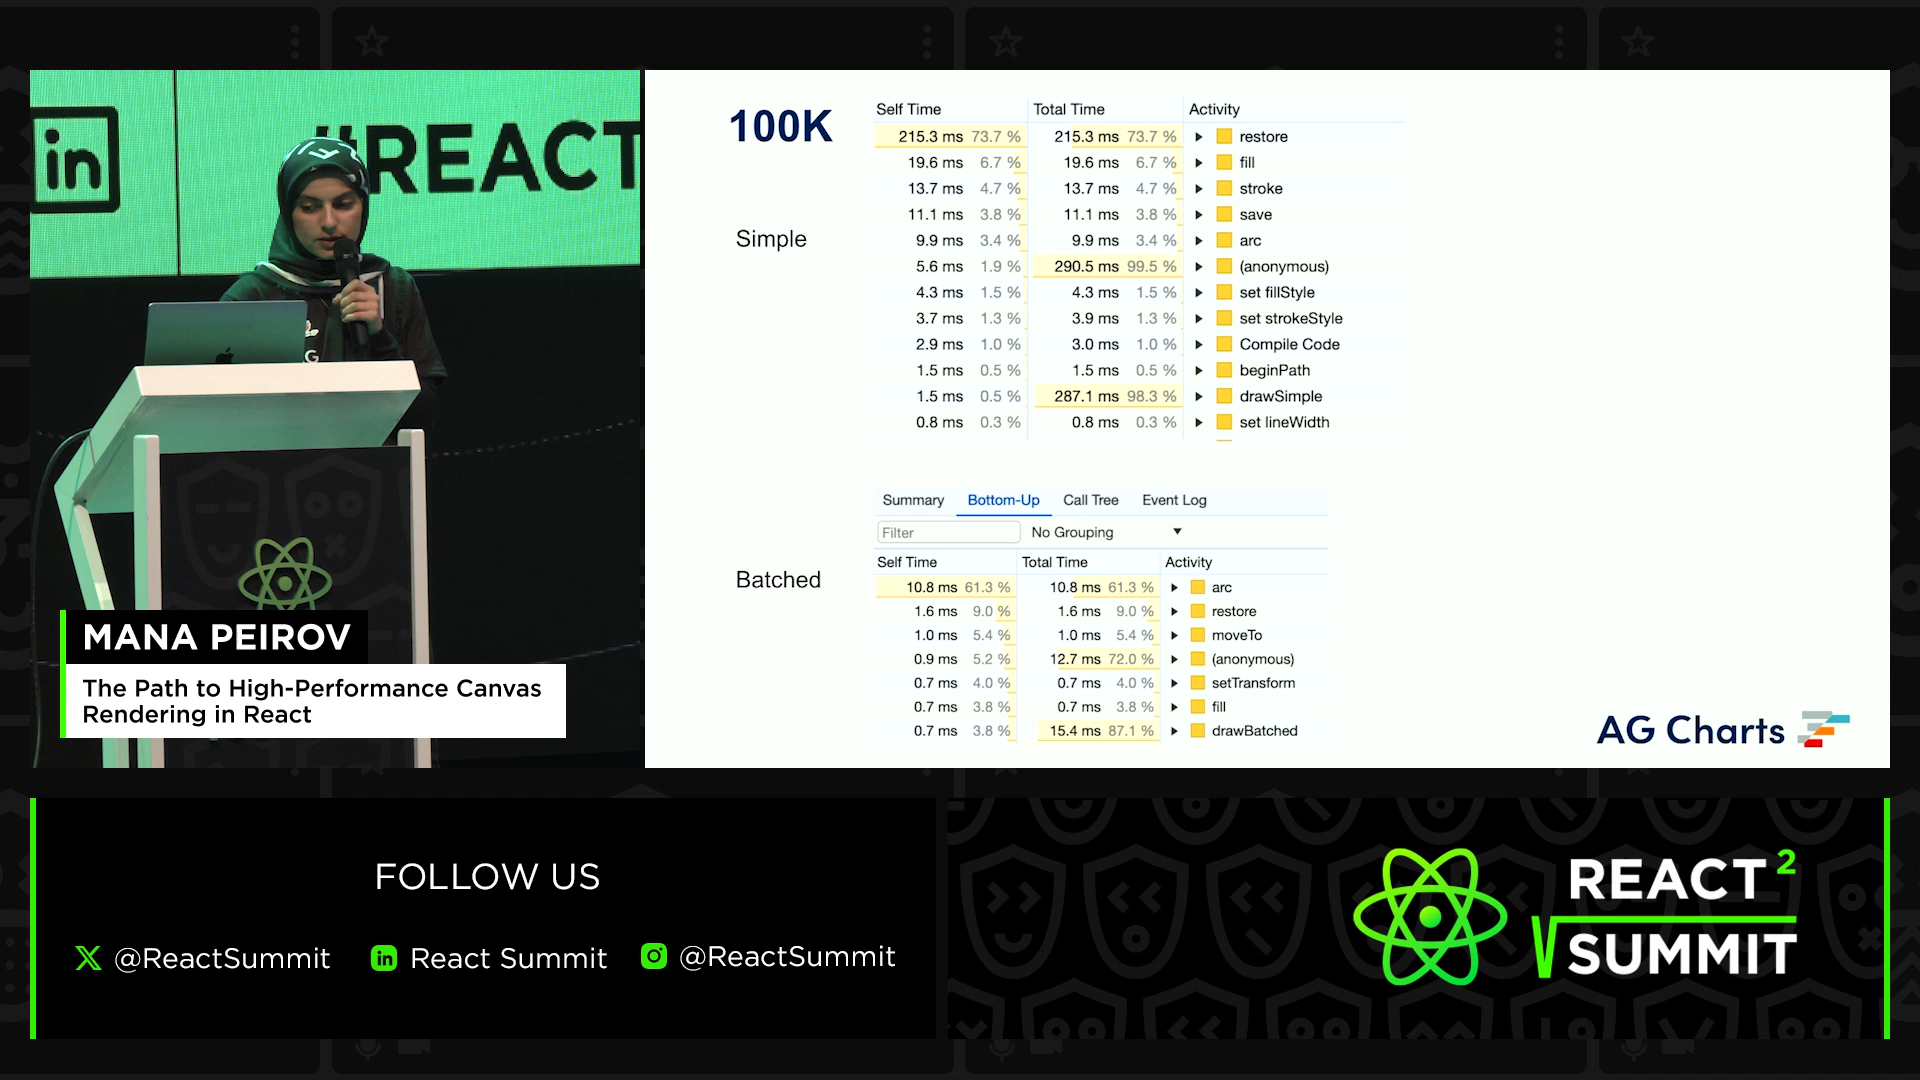 in
#REACT
G
MANA PEIROV
The Path to High-Performance Canvas
Rendering in React
100K
Simple
Self Time Total Time Activity
215.3 ms 73.7 % 215.3 ms 73.7 % restore
19.6 ms 6.7 % 19.6 ms 6.7 % fill
13.7 ms 4.7 % 13.7 ms 4.7 % stroke
11.1 ms 3.8 % 11.1 ms 3.8 % save
9.9 ms 3.4 % 9.9 ms 3.4 % arc
5.6 ms 1.9 % 290.5 ms 99.5 % (anonymous)
4.3 ms 1.5 % 4.3 ms 1.5 % set fillStyle
3.7 ms 1.3 % 3.9 ms 1.3 % set strokeStyle
2.9 ms 1.0 % 3.0 ms 1.0 % Compile Code
1.5 ms 0.5 % 1.5 ms 0.5 % beginPath
1.5 ms 0.5 % 287.1 ms 98.3 % drawSimple
0.8 ms 0.3 % 0.8 ms 0.3 % set lineWidth
Batched
Summary Bottom-Up Call Tree Event Log
Filter No Grouping
Self Time Total Time Activity
10.8 ms 61.3 % 10.8 ms 61.3 % arc
1.6 ms 9.0 % 1.6 ms 9.0 % restore
1.0 ms 5.4 % 1.0 ms 5.4 % moveTo
0.9 ms 5.2 % 12.7 ms 72.0 % (anonymous)
0.7 ms 4.0 % 0.7 ms 4.0 % setTransform
0.7 ms 3.8 % 0.7 ms 3.8 % fill
0.7 ms 3.8 % 15.4 ms 87.1 % drawBatched
AG Charts
FOLLOW US
X @ReactSummit in React Summit @ReactSummit
REACT 2
SUMMIT